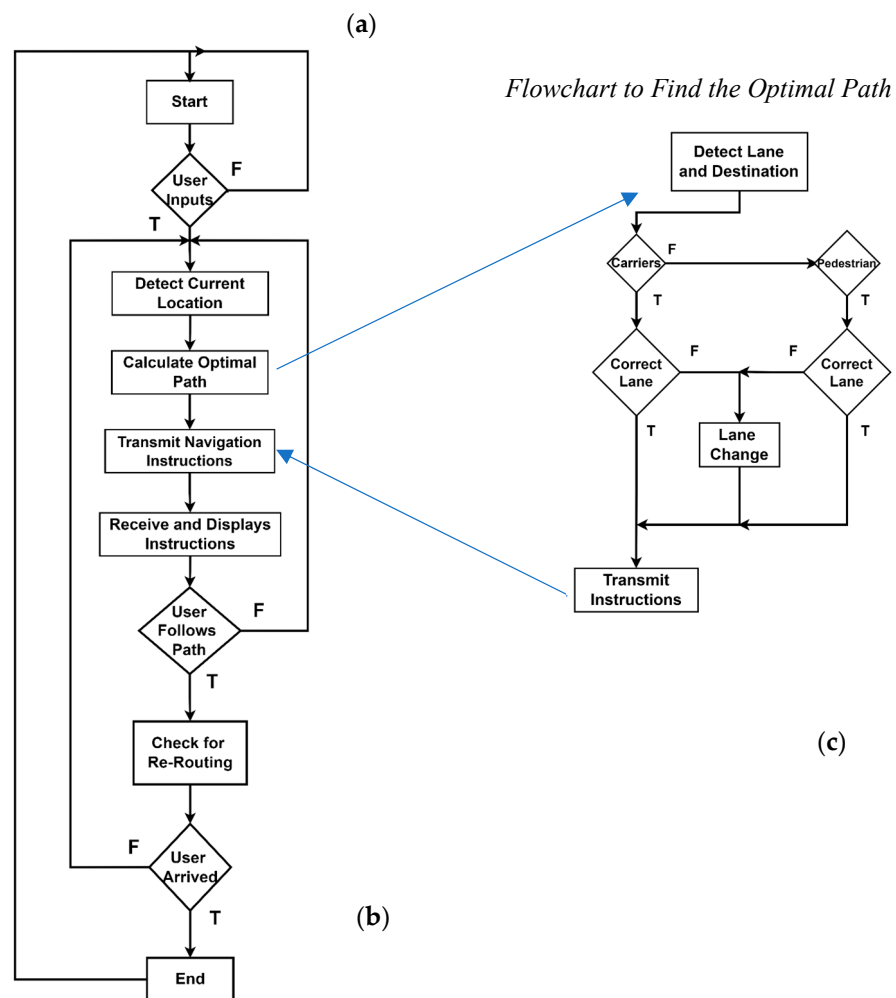 (a)
Start
User
Inputs
F
T
Detect Current
Location
Calculate Optimal
Path
Transmit Navigation
Instructions
Receive and Displays
Instructions
User
Follows
Path
F
T
Check for
Re-Routing
User
Arrived
F
T
End
(b)
Flowchart to Find the Optimal Path
Detect Lane
and Destination
Carriers
F
T
Pedestrian
T
Correct
Lane
F
T
Correct
Lane
F
T
Lane
Change
Transmit
Instructions
(c)